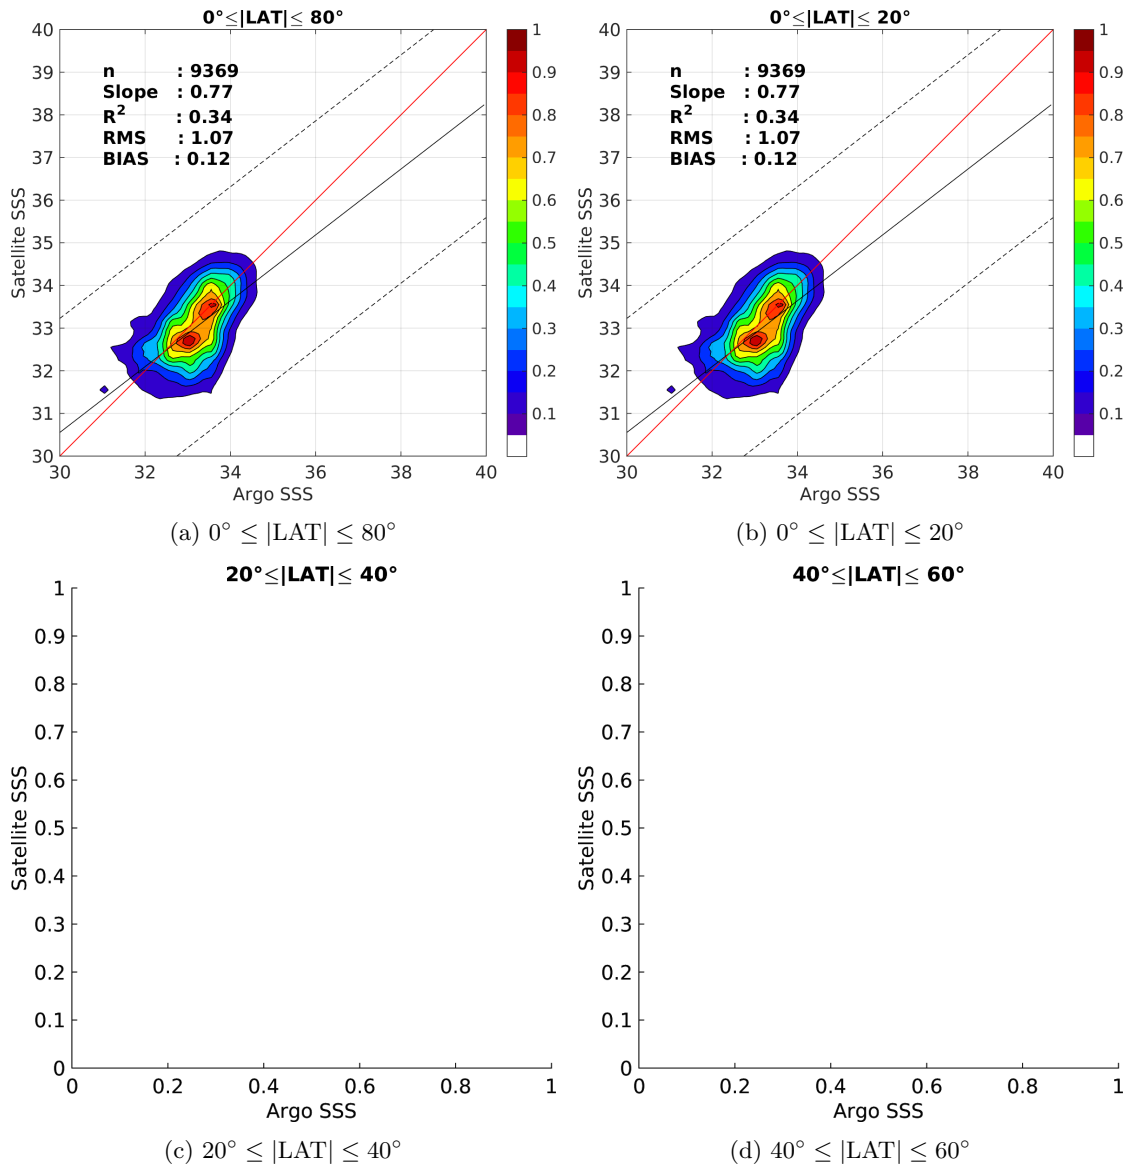 0°≤|LAT|≤ 80°
40
39
38
37
36
35
34
33
32
31
30
Satellite SSS
n : 9369
Slope : 0.77
R² : 0.34
RMS : 1.07
BIAS : 0.12
30 32 34 36 38 40
Argo SSS
1
0.9
0.8
0.7
0.6
0.5
0.4
0.3
0.2
0.1
(a) 0° ≤ |LAT| ≤ 80°
0°≤|LAT|≤ 20°
40
39
38
37
36
35
34
33
32
31
30
Satellite SSS
n : 9369
Slope : 0.77
R² : 0.34
RMS : 1.07
BIAS : 0.12
30 32 34 36 38 40
Argo SSS
1
0.9
0.8
0.7
0.6
0.5
0.4
0.3
0.2
0.1
(b) 0° ≤ |LAT| ≤ 20°
20°≤|LAT|≤ 40°
1
0.9
0.8
0.7
0.6
0.5
0.4
0.3
0.2
0.1
0
Satellite SSS
0 0.2 0.4 0.6 0.8 1
Argo SSS
(c) 20° ≤ |LAT| ≤ 40°
40°≤|LAT|≤ 60°
1
0.9
0.8
0.7
0.6
0.5
0.4
0.3
0.2
0.1
0
Satellite SSS
0 0.2 0.4 0.6 0.8 1
Argo SSS
(d) 40° ≤ |LAT| ≤ 60°